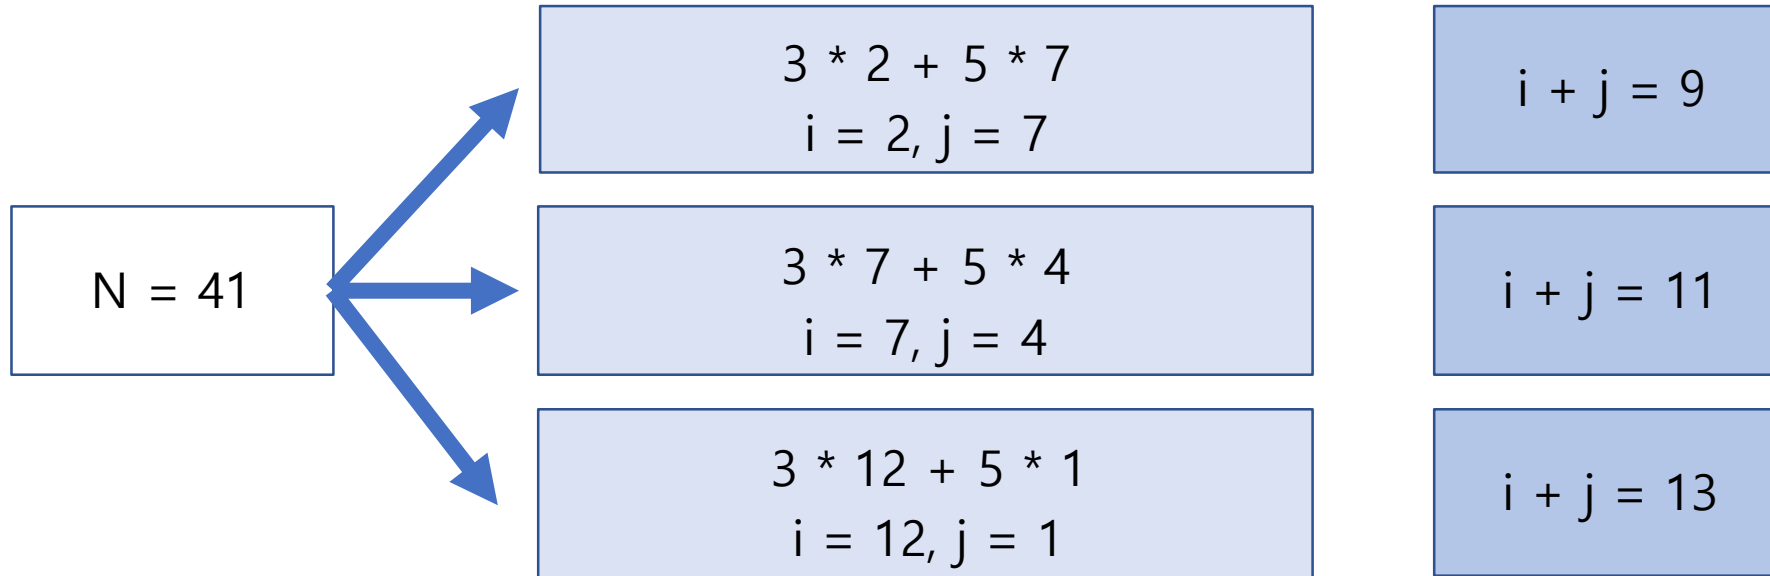 N = 41
3 * 2 + 5 * 7
i = 2, j = 7
i + j = 9
3 * 7 + 5 * 4
i = 7, j = 4
i + j = 11
3 * 12 + 5 * 1
i = 12, j = 1
i + j = 13